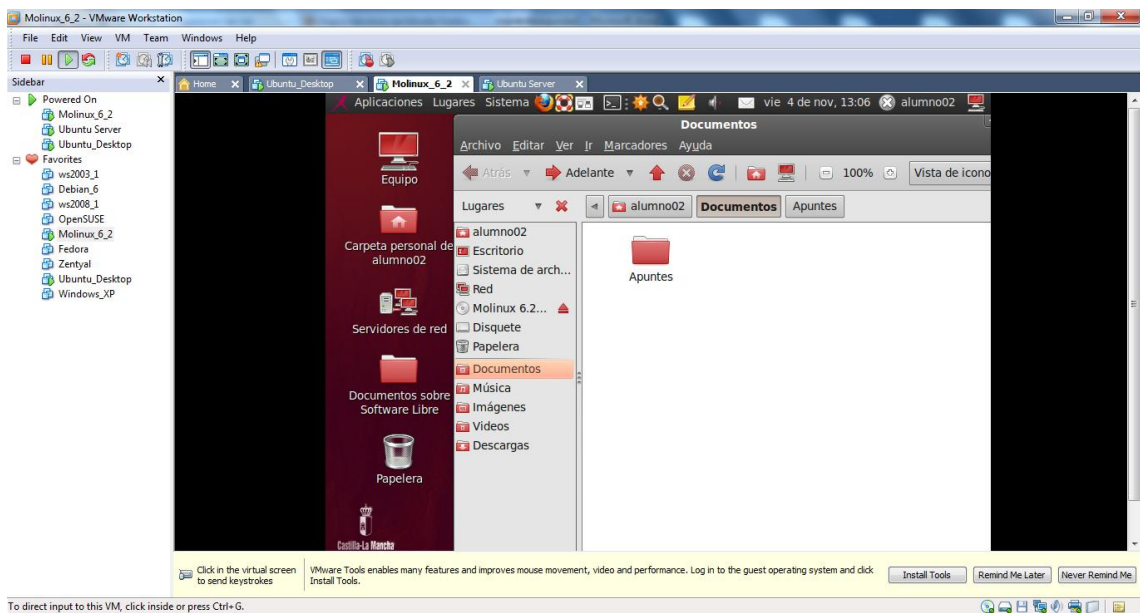 Molinux_6_2 - VMware Workstation
File Edit View VM Team Windows Help
Sidebar
Powered On
Molinux_6_2
Ubuntu Server
Ubuntu_Desktop
Favorites
ws2003_1
Debian_6
ws2008_1
OpenSUSE
Molinux_6_2
Fedora
Zentyal
Ubuntu_Desktop
Windows_XP
Home Ubuntu_Desktop Molinux_6_2 Ubuntu Server
Aplicaciones Lugares Sistema vie 4 de nov, 13:06 alumno02
Equipo
Carpeta personal de
alumno02
Servidores de red
Documentos sobre
Software Libre
Papelera
Castilla-La Mancha
Documentos
Archivo Editar Ver Ir Marcadores Ayuda
Atrás Adelante 100% Vista de icono
Lugares alumno02 Documentos Apuntes
alumno02
Escritorio
Sistema de arch...
Red
Molinux 6.2...
Disquete
Papelera
Documentos
Música
Imágenes
Videos
Descargas
Apuntes
Click in the virtual screen
to send keystrokes
VMware Tools enables many features and improves mouse movement, video and performance. Log in to the guest operating system and click
Install Tools.
Install Tools Remind Me Later Never Remind Me
To direct input to this VM, click inside or press Ctrl+G.